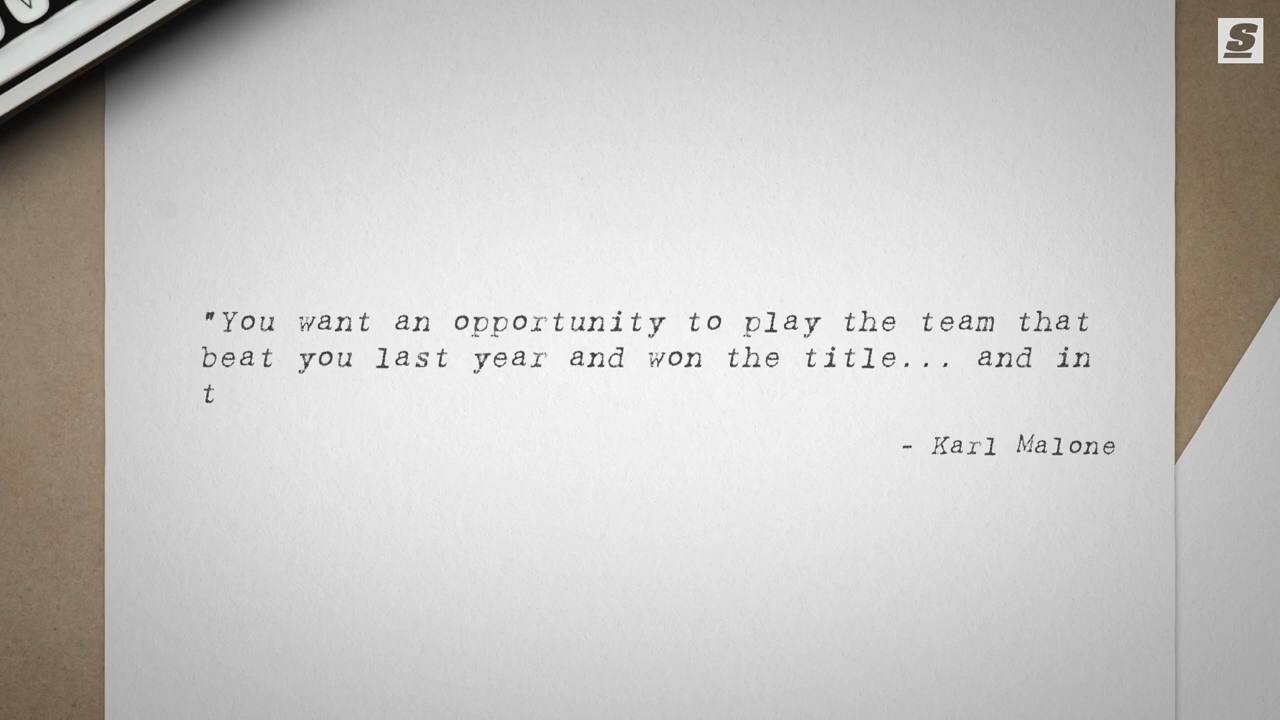 S
"You want an opportunity to play the team that
beat you last year and won the title... and in
t
- Karl Malone